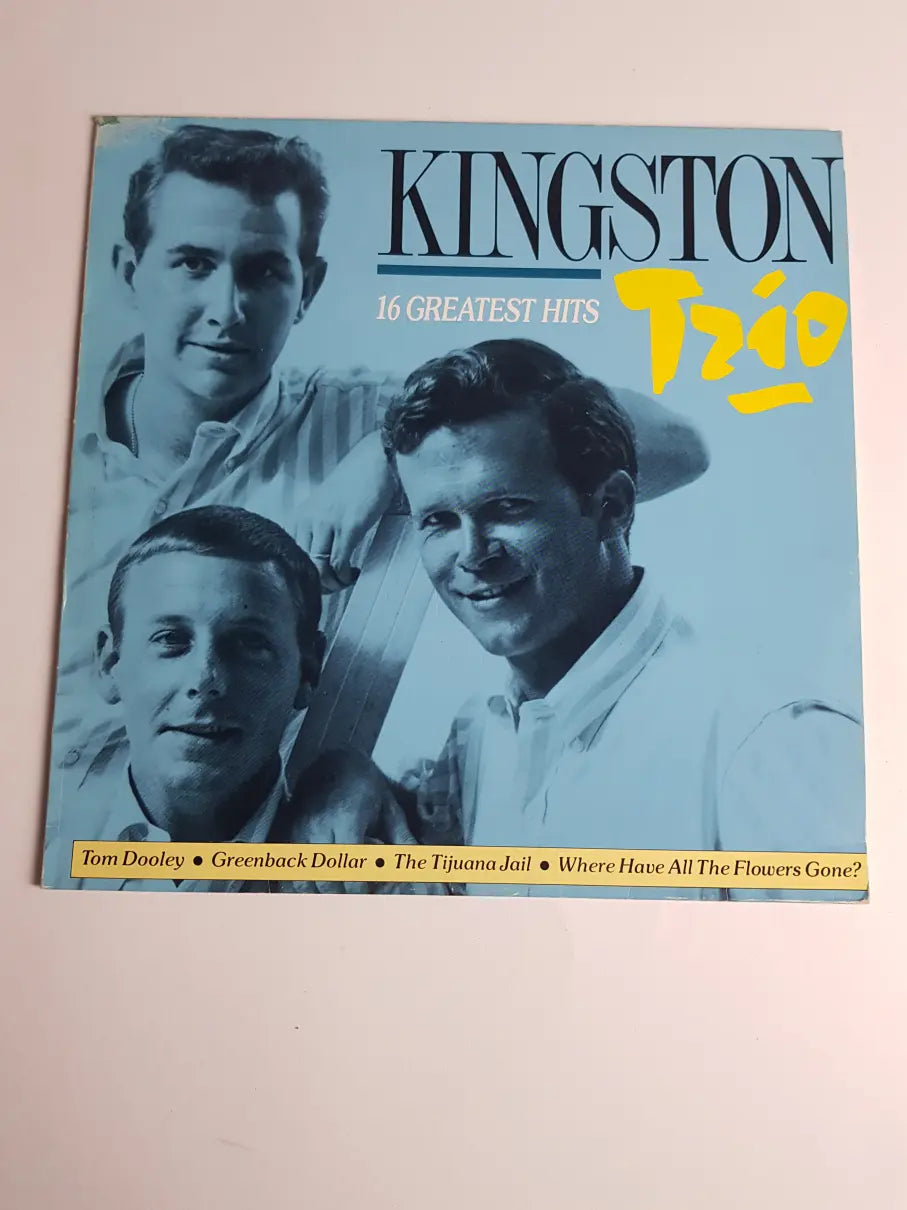 KINGSTON
Trio
16 GREATEST HITS
Tom Dooley ● Greenback Dollar ● The Tijuana Jail ● Where Have All The Flowers Gone?